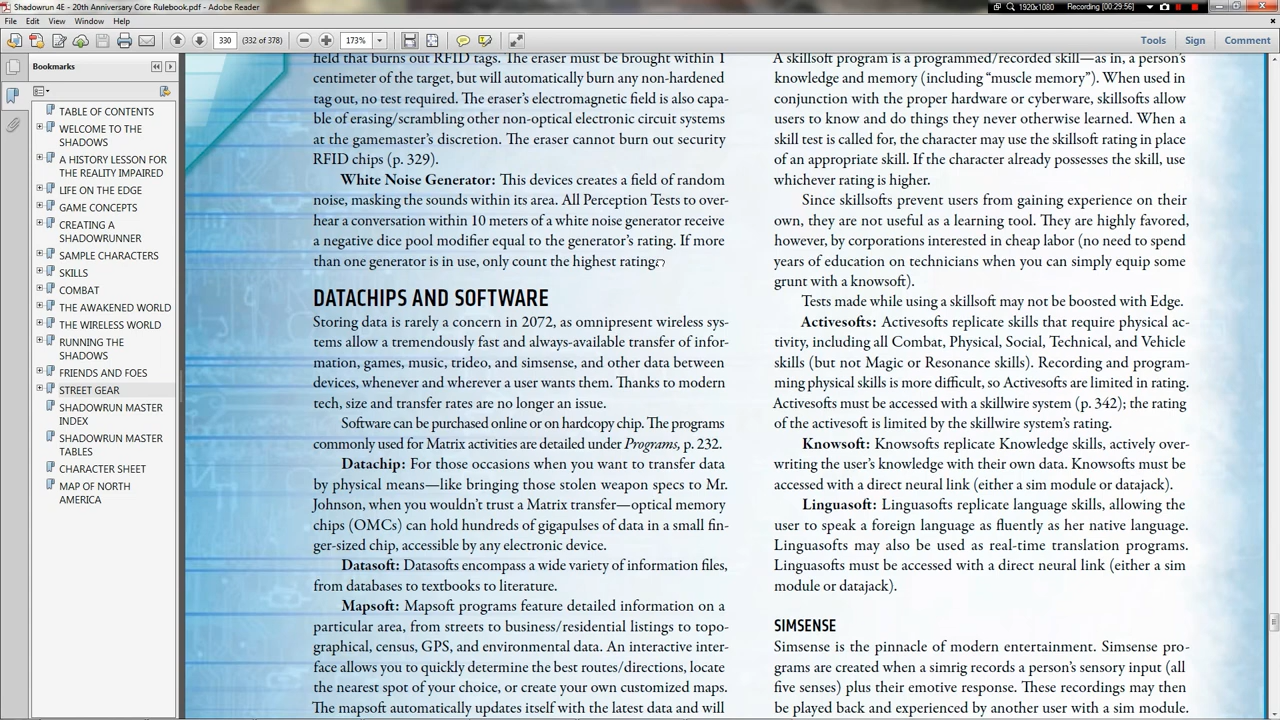 Shadowrun 4E - 20th Anniversary Core Rulebook.pdf - Adobe Reader
1920x1080
Recording [0:29:56]
File Edit View Window Help
330 (332 of 378) 173% Tools Sign Comment
Bookmarks
TABLE OF CONTENTS
WELCOME TO THE
SHADOWS
A HISTORY LESSON FOR
THE REALITY IMPAIRED
LIFE ON THE EDGE
GAME CONCEPTS
CREATING A
SHADOWRUNNER
SAMPLE CHARACTERS
SKILLS
COMBAT
THE AWAKENED WORLD
THE WIRELESS WORLD
RUNNING THE
SHADOWS
FRIENDS AND FOES
STREET GEAR
SHADOWRUN MASTER
INDEX
SHADOWRUN MASTER
TABLES
CHARACTER SHEET
MAP OF NORTH
AMERICA
field that burns out RFID tags. The eraser must be brought within 1
centimeter of the target, but will automatically burn any non-hardened
tag out, no test required. The eraser's electromagnetic field is also capa-
ble of erasing/scrambling other non-optical electronic circuit systems
at the gamemaster's discretion. The eraser cannot burn out security
RFID chips (p. 329).
White Noise Generator: This devices creates a field of random
noise, masking the sounds within its area. All Perception Tests to over-
hear a conversation within 10 meters of a white noise generator receive
a negative dice pool modifier equal to the generator's rating. If more
than one generator is in use, only count the highest rating.
DATACHIPS AND SOFTWARE
Storing data is rarely a concern in 2072, as omnipresent wireless sys-
tems allow a tremendously fast and always-available transfer of infor-
mation, games, music, trideo, and simsense, and other data between
devices, whenever and wherever a user wants them. Thanks to modern
tech, size and transfer rates are no longer an issue.
Software can be purchased online or on hardcopy chip. The programs
commonly used for Matrix activities are detailed under Programs, p. 232.
Datachip: For those occasions when you want to transfer data
by physical means—like bringing those stolen weapon specs to Mr.
Johnson, when you wouldn't trust a Matrix transfer—optical memory
chips (OMCs) can hold hundreds of gigapulses of data in a small fin-
ger-sized chip, accessible by any electronic device.
Datasoft: Datasofts encompass a wide variety of information files,
from databases to textbooks to literature.
Mapsoft: Mapsoft programs feature detailed information on a
particular area, from streets to business/residential listings to topo-
graphical, census, GPS, and environmental data. An interactive inter-
face allows you to quickly determine the best routes/directions, locate
the nearest spot of your choice, or create your own customized maps.
The mapsoft automatically updates itself with the latest data and will
A skillsoft program is a programmed/recorded skill—as in, a person's
knowledge and memory (including “muscle memory”). When used in
conjunction with the proper hardware or cyberware, skillsofts allow
users to know and do things they never otherwise learned. When a
skill test is called for, the character may use the skillsoft rating in place
of an appropriate skill. If the character already possesses the skill, use
whichever rating is higher.
Since skillsofts prevent users from gaining experience on their
own, they are not useful as a learning tool. They are highly favored,
however, by corporations interested in cheap labor (no need to spend
years of education on technicians when you can simply equip some
grunt with a knowsoft).
Tests made while using a skillsoft may not be boosted with Edge.
Activesofts: Activesofts replicate skills that require physical ac-
tivity, including all Combat, Physical, Social, Technical, and Vehicle
skills (but not Magic or Resonance skills). Recording and program-
ming physical skills is more difficult, so Activesofts are limited in rating.
Activesofts must be accessed with a skillwire system (p. 342); the rating
of the activesoft is limited by the skillwire system's rating.
Knowsoft: Knowsofts replicate Knowledge skills, actively over-
writing the user's knowledge with their own data. Knowsofts must be
accessed with a direct neural link (either a sim module or datajack).
Linguasoft: Linguasofts replicate language skills, allowing the
user to speak a foreign language as fluently as her native language.
Linguasofts may also be used as real-time translation programs.
Linguasofts must be accessed with a direct neural link (either a sim
module or datajack).
SIMSENSE
Simsense is the pinnacle of modern entertainment. Simsense pro-
grams are created when a simrig records a person's sensory input (all
five senses) plus their emotive response. These recordings may then
be played back and experienced by another user with a sim module.